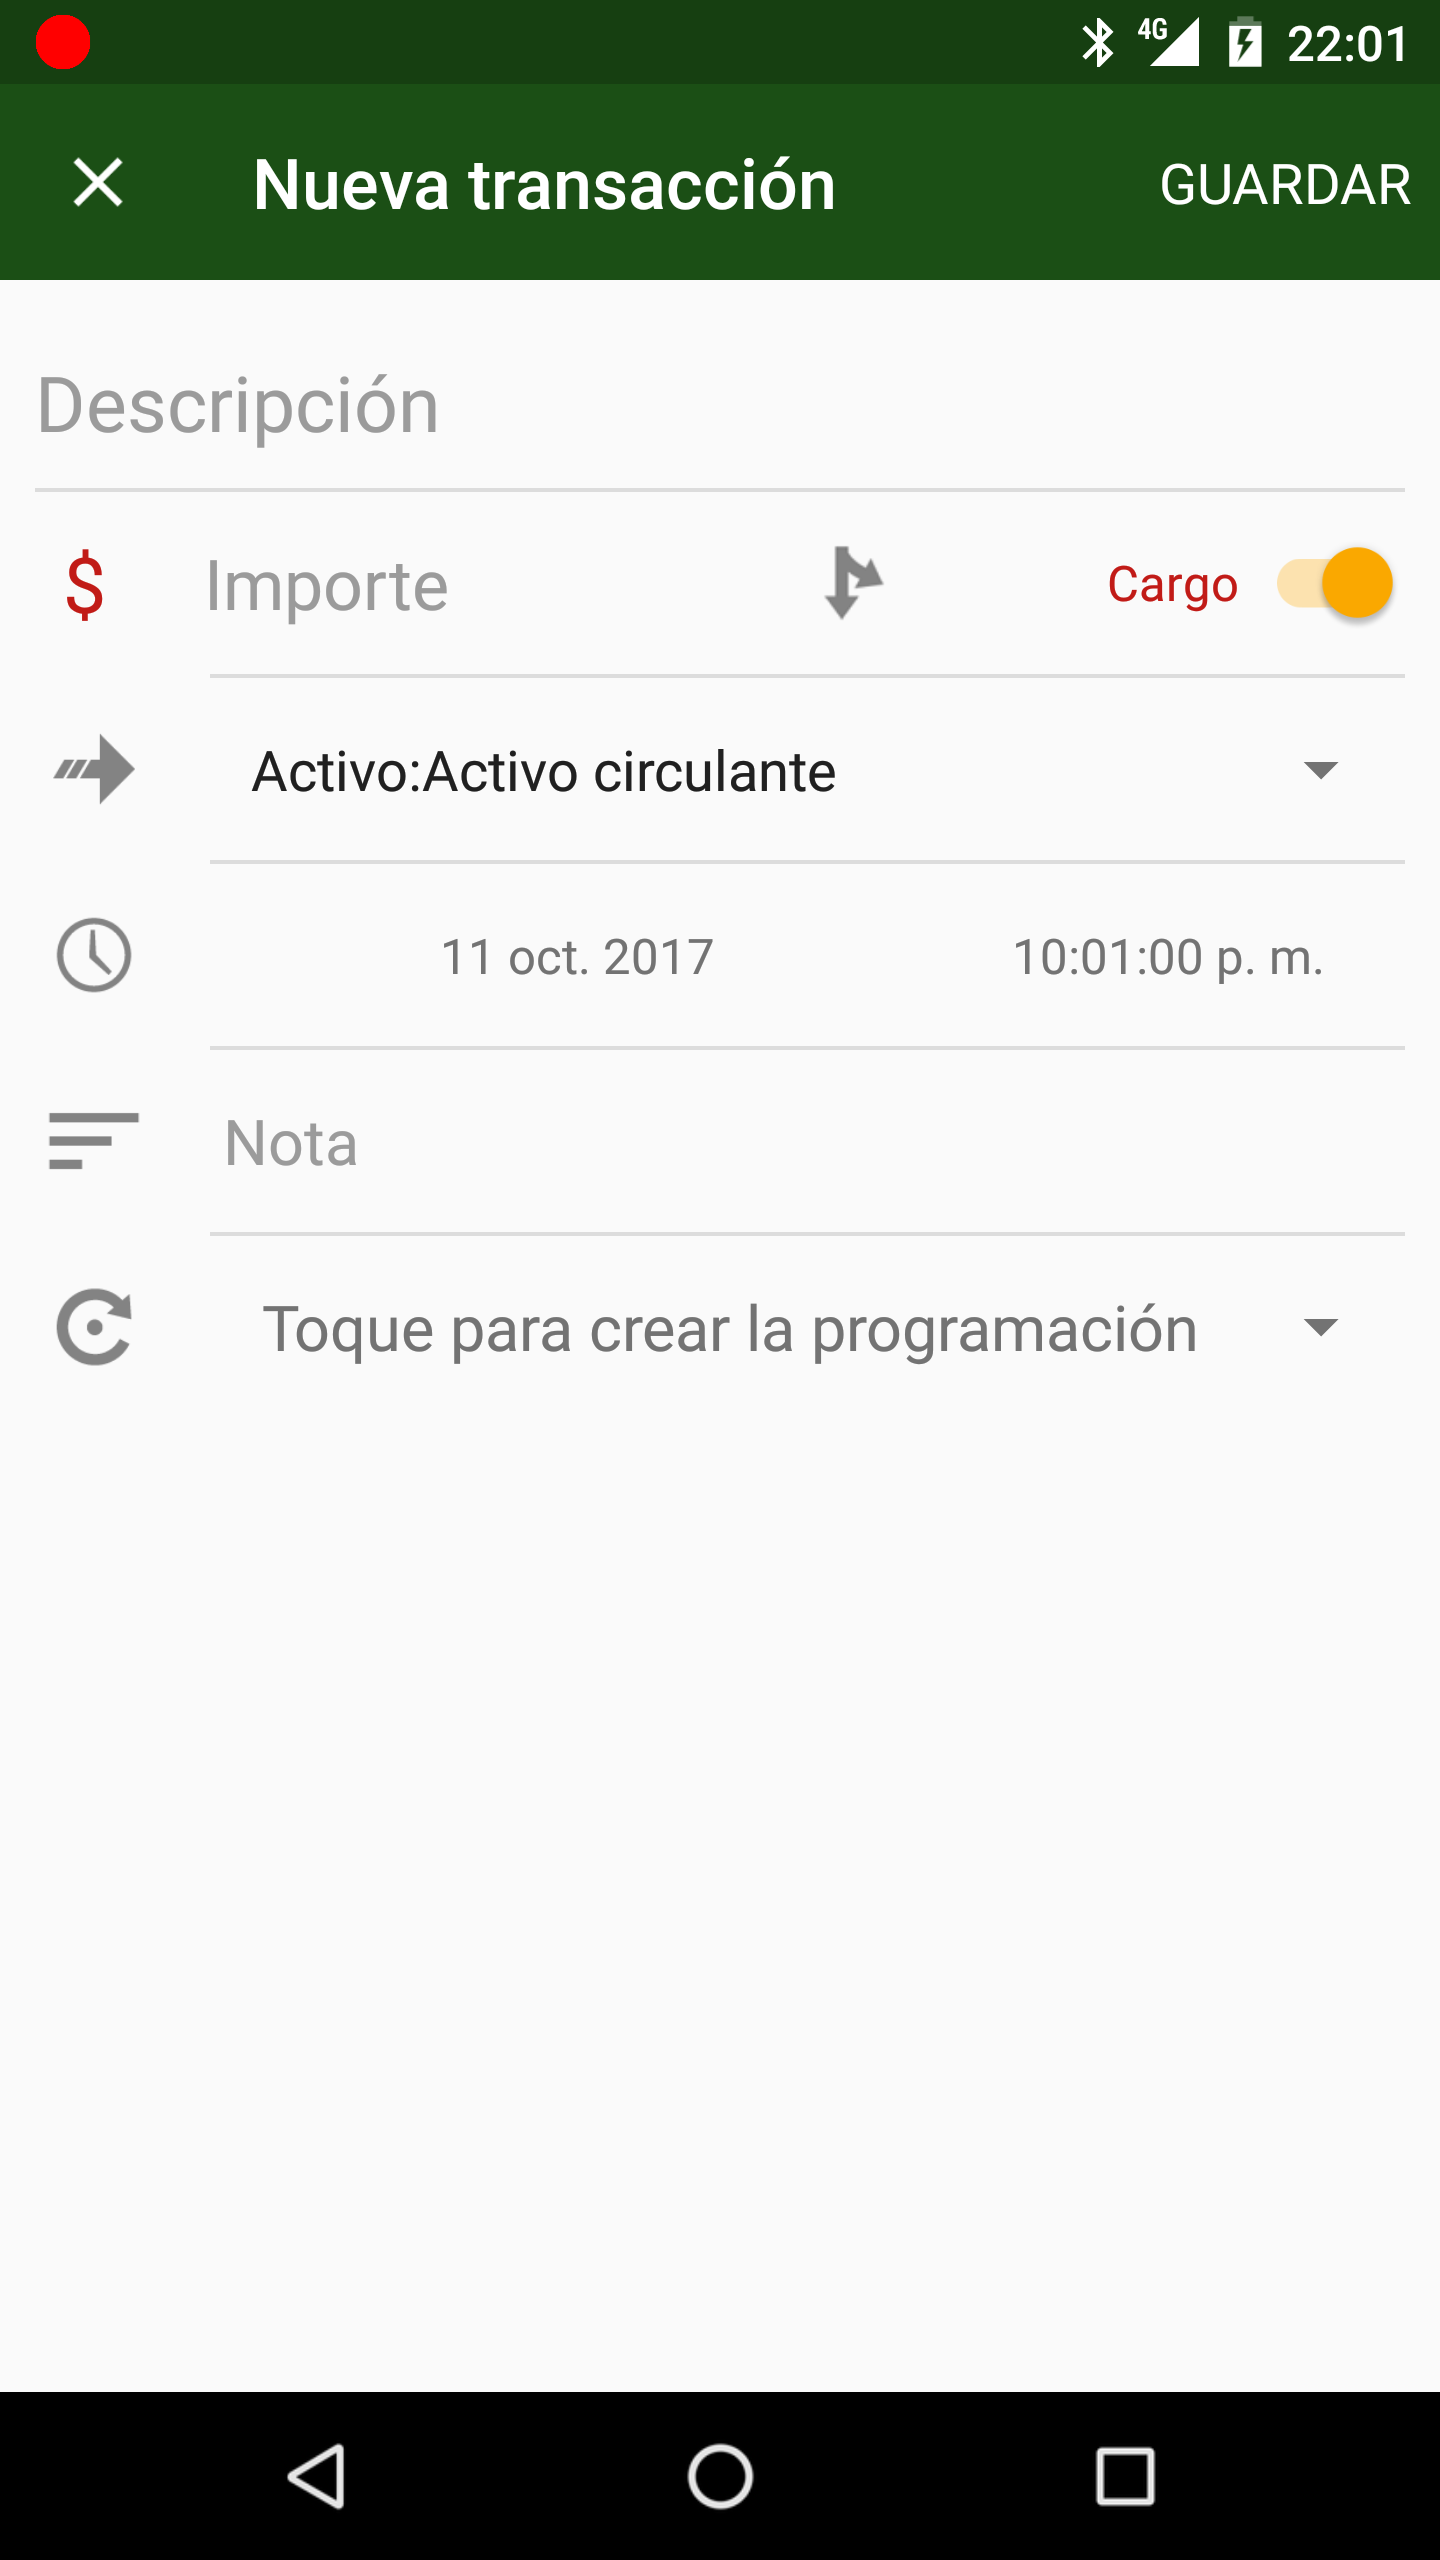 4G 22:01
Nueva transacción GUARDAR
Descripción
$ Importe Cargo
Activo:Activo circulante
11 oct. 2017 10:01:00 p. m.
Nota
Toque para crear la programación